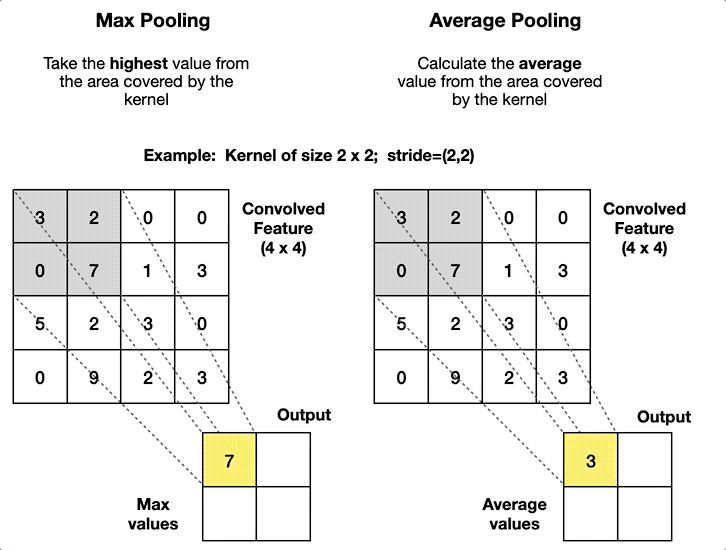 Max Pooling
Take the highest value from
the area covered by the
kernel
Average Pooling
Calculate the average
value from the area covered
by the kernel
Example:  Kernel of size 2 x 2;  stride=(2,2)
3 2 0 0
0 7 1 3
5 2 3 0
0 9 2 3
Convolved
Feature
(4 x 4)
Output
7
Max
values
3 2 0 0
0 7 1 3
5 2 3 0
0 9 2 3
Convolved
Feature
(4 x 4)
Output
3
Average
values